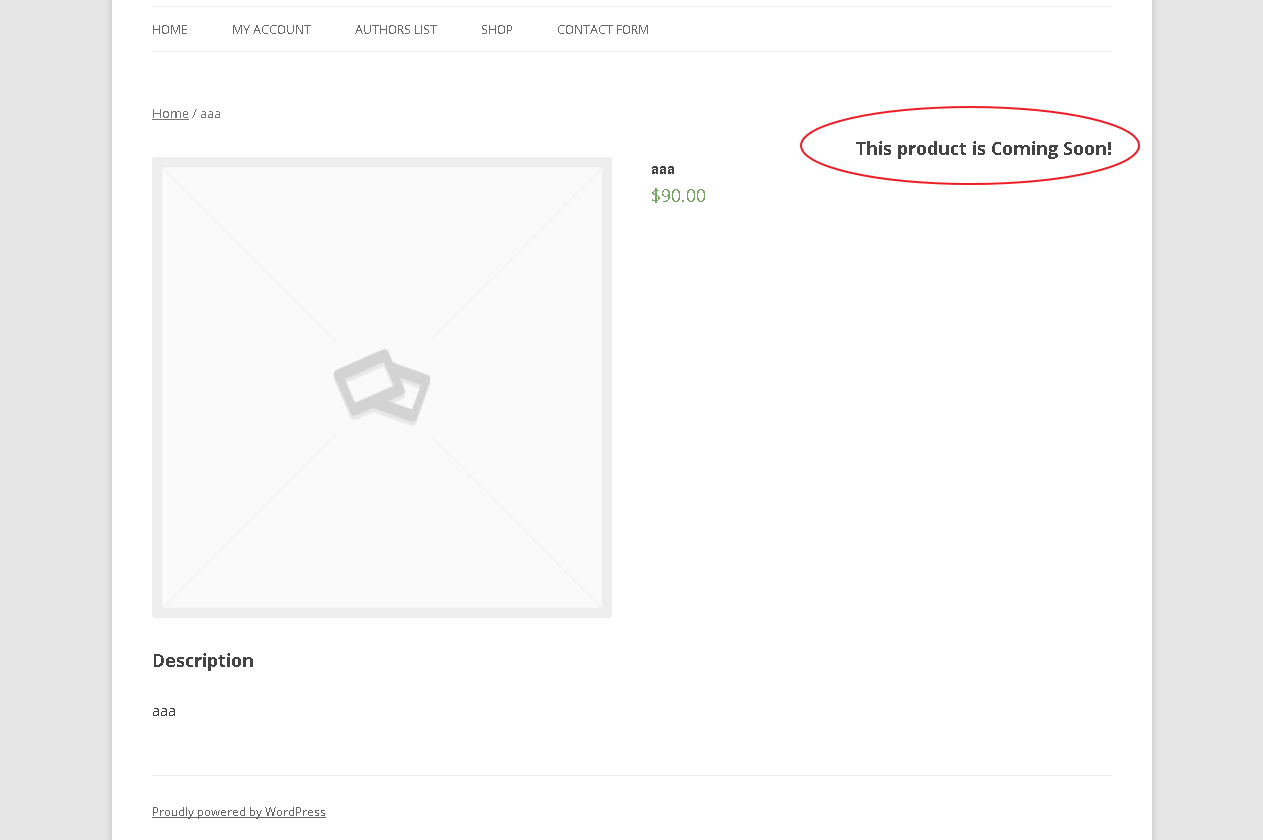 HOME MY ACCOUNT AUTHORS LIST SHOP CONTACT FORM
Home / aaa
This product is Coming Soon!
aaa
$90.00
Description
aaa
Proudly powered by WordPress